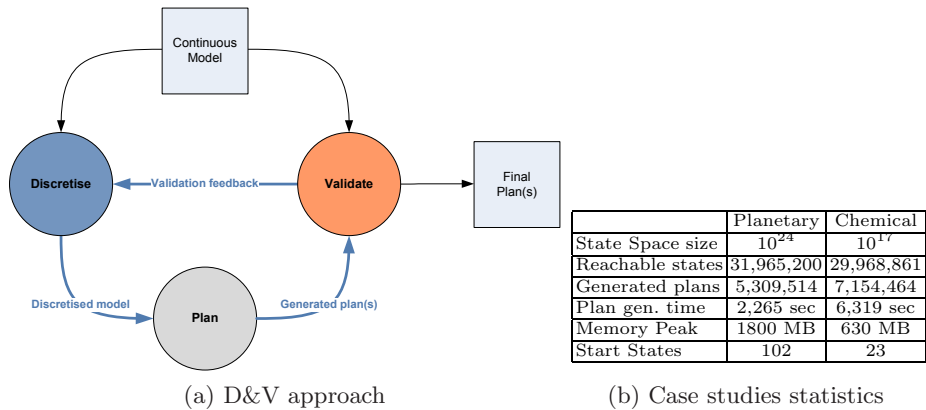 Continuous
Model
Discretise
Validation feedback
Validate
Final
Plan(s)
Discretised model
Plan
Generated plan(s)
Planetary Chemical
State Space size 10^24 10^17
Reachable states 31,965,200 29,968,861
Generated plans 5,309,514 7,154,464
Plan gen. time 2,265 sec 6,319 sec
Memory Peak 1800 MB 630 MB
Start States 102 23
(a) D&V approach
(b) Case studies statistics